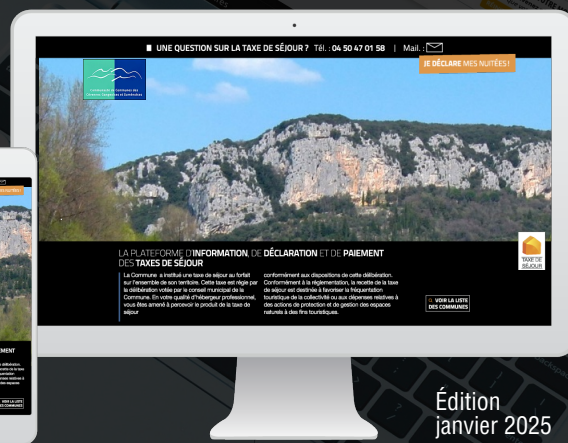 UNE QUESTION SUR LA TAXE DE SÉJOUR ? Tél. : 04 50 47 01 58 | Mail. :
JE DÉCLARE MES NUITÉES !
LA PLATEFORME D'INFORMATION, DE DÉCLARATION ET DE PAIEMENT
DES TAXES DE SÉJOUR
La Commune a institué une taxe de séjour au forfait
sur l'ensemble de son territoire. Cette taxe est régie par
la délibération votée par le conseil municipal de la
Commune. En votre qualité d'hébergeur professionnel,
vous êtes amené à percevoir le produit de la taxe de
séjour
conformément aux dispositions de cette délibération.
Conformément à la réglementation, la recette de la taxe
de séjour est destinée à favoriser la fréquentation
touristique de la collectivité ou aux dépenses relatives à
des actions de protection et de gestion des espaces
naturels à des fins touristiques.
TAXE DE
SÉJOUR
VOIR LA LISTE
DES COMMUNES
Édition
janvier 2025